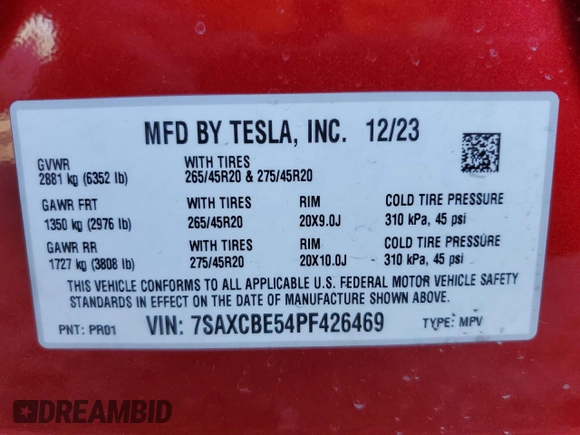 MFD BY TESLA, INC. 12/23
GVWR WITH TIRES
2881 kg (6352 lb) 265/45R20 & 275/45R20
GAWR FRT WITH TIRES RIM COLD TIRE PRESSURE
1350 kg (2976 lb) 265/45R20 20X9.0J 310 kPa, 45 psi
GAWR RR WITH TIRES RIM COLD TIRE PRESSURE
1727 kg (3808 lb) 275/45R20 20X10.0J 310 kPa, 45 psi
THIS VEHICLE CONFORMS TO ALL APPLICABLE U.S. FEDERAL MOTOR VEHICLE SAFETY
STANDARDS IN EFFECT ON THE DATE OF MANUFACTURE SHOWN ABOVE.
PNT: PR01 VIN: 7SAXCBE54PF426469 TYPE: MPV
DREAMBID